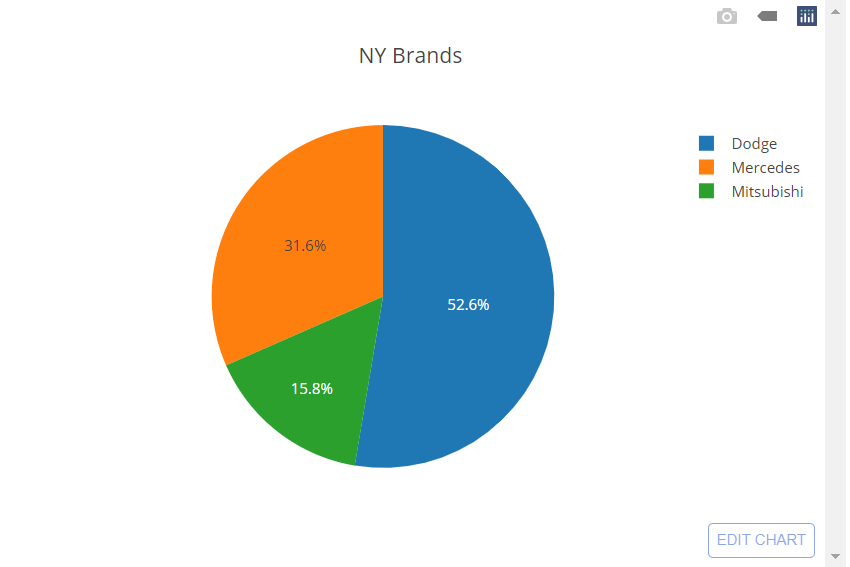 NY Brands
Dodge
Mercedes
Mitsubishi
31.6%
52.6%
15.8%
EDIT CHART